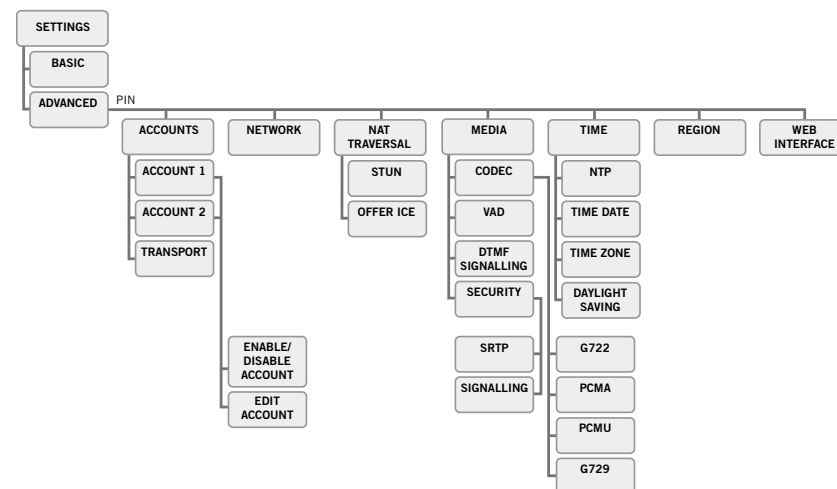 SETTINGS
BASIC
ADVANCED
PIN
ACCOUNTS
NETWORK
NAT
TRAVERSAL
MEDIA
TIME
REGION
WEB
INTERFACE
ACCOUNT 1
STUN
CODEC
NTP
ACCOUNT 2
OFFER ICE
VAD
TIME DATE
TRANSPORT
DTMF
SIGNALLING
TIME ZONE
SECURITY
DAYLIGHT
SAVING
ENABLE/
DISABLE
ACCOUNT
SRTP
G722
EDIT
ACCOUNT
SIGNALLING
PCMA
PCMU
G729